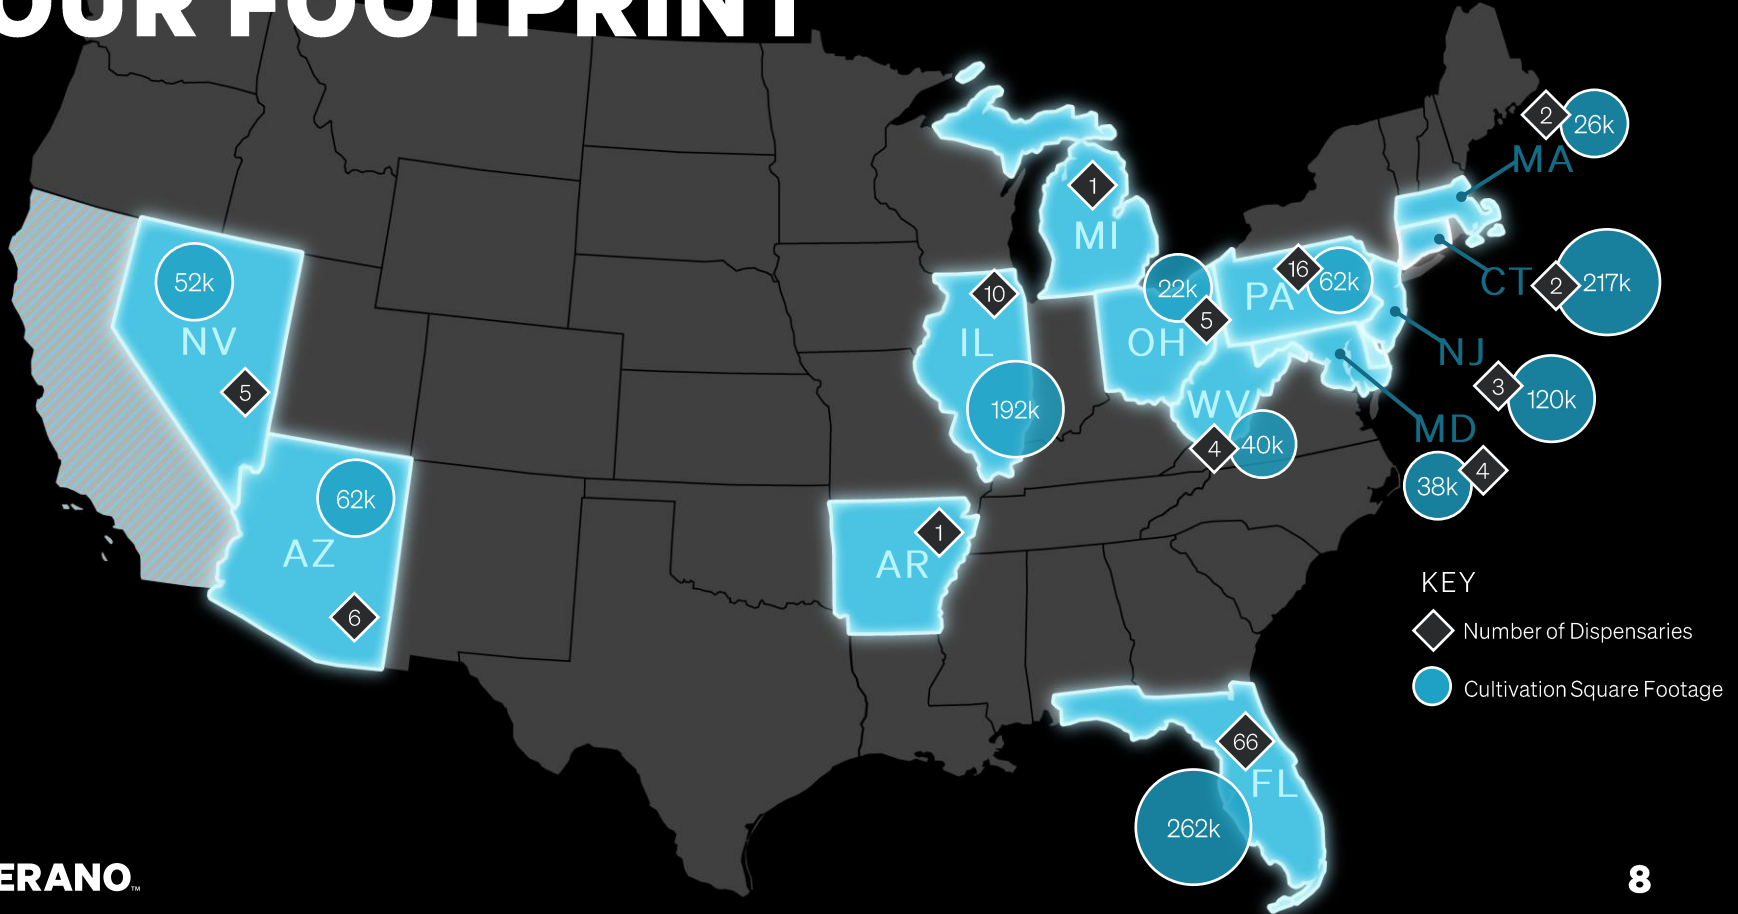 OUR FOOTPRINT
2
26k
MA
1
MI
52k
NV
5
10
IL
192k
22k
5
OH
16
62k
PA
CT
2
217k
NJ
3
120k
WV
4
40k
MD
38k
4
62k
AZ
6
1
AR
66
FL
262k
KEY
Number of Dispensaries
Cultivation Square Footage
ERANO™
8